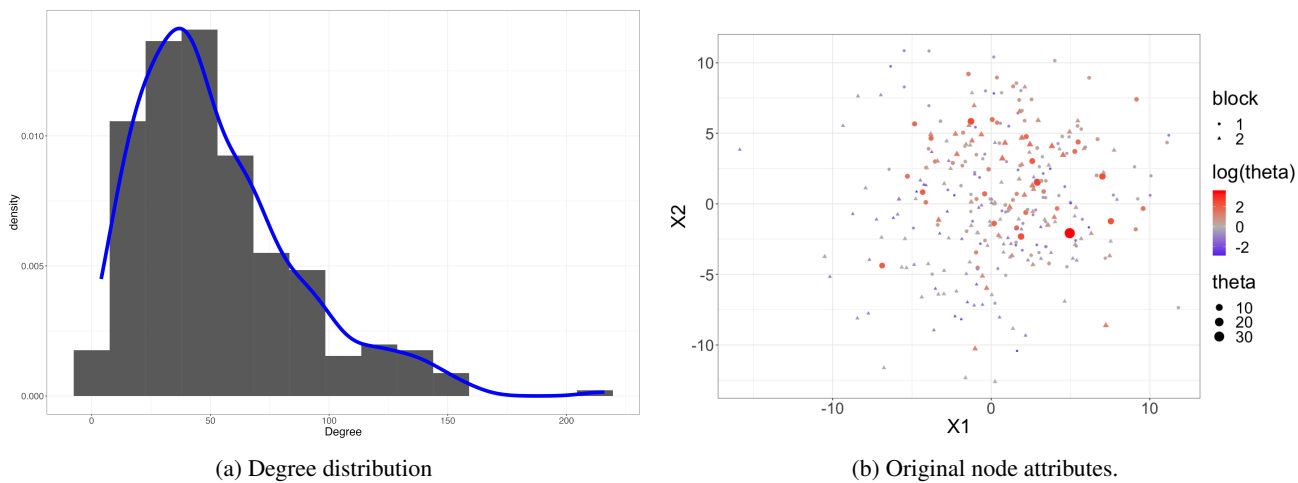 density
0.010
0.005
0.000
0
50
100
150
200
Degree
(a) Degree distribution
X2
10
5
0
-5
-10
-10
0
10
X1
block
1
2
log(theta)
2
0
-2
theta
10
20
30
(b) Original node attributes.